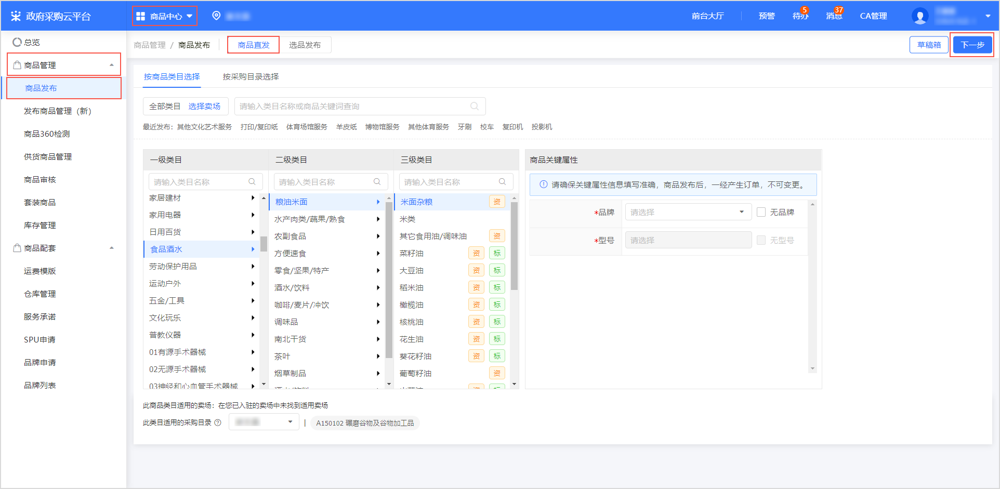 政府采购云平台
商品中心
前台大厅
预警
待办
5
消息
37
CA管理
总览
商品管理
商品发布
发布商品管理（新）
商品360检测
供货商品管理
商品审核
套装商品
库存管理
商品配套
运费模版
仓库管理
服务承诺
SPU申请
品牌申请
品牌列表
商品管理 / 商品发布
商品直发
选品发布
草稿箱
下一步
按商品类目选择
按采购目录选择
全部类目 选择卖场
请输入类目名称或商品关键词查询
最近发布：其他文化艺术服务 打印/复印纸 体育场馆服务 羊皮纸 博物馆服务 其他体育服务 牙刷 校车 复印机 投影机
一级类目
请输入类目名称
家居建材
家用电器
日用百货
食品酒水
劳动保护用品
运动户外
五金/工具
文化玩乐
普教仪器
01有源手术器械
02无源手术器械
03神经和心血管手术器械
二级类目
请输入类目名称
粮油米面
水产肉类/蔬果/熟食
农副食品
方便速食
零食/坚果/特产
酒水/饮料
咖啡/麦片/冲饮
调味品
南北干货
茶叶
烟草制品
三级类目
请输入类目名称
米面杂粮 资
米类
其它食用油/调味油 资
菜籽油 资 标
大豆油 资 标
稻米油 资 标
橄榄油 资 标
核桃油 资 标
花生油 资 标
葵花籽油 资 标
葡萄籽油 资
商品关键属性
请确保关键属性信息填写准确，商品发布后，一经产生订单，不可变更。
*品牌 请选择 无品牌
*型号 请选择 无型号
此商品类目适用的卖场：在您已入驻的卖场中未找到适用卖场
此类目适用的采购目录 ? | A150102 碾磨谷物及谷物加工品